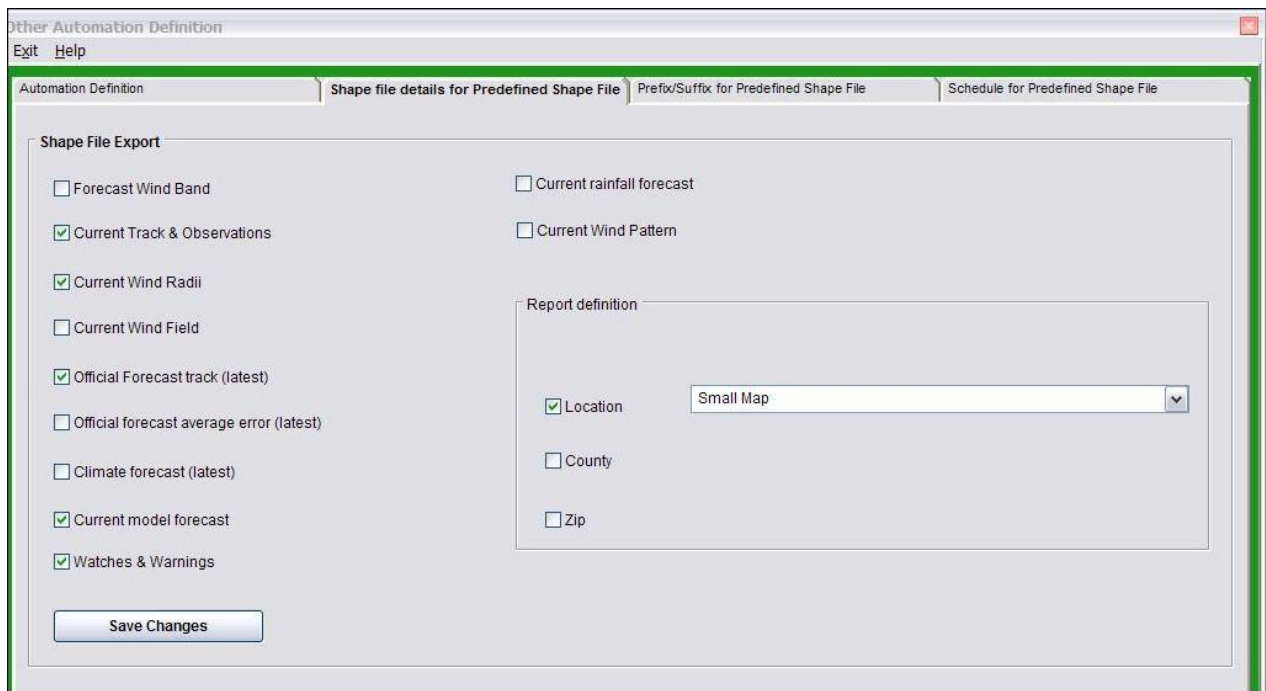 Other Automation Definition
Exit Help
Automation Definition
Shape file details for Predefined Shape File
Prefix/Suffix for Predefined Shape File
Schedule for Predefined Shape File
Shape File Export
Forecast Wind Band
Current Track & Observations
Current Wind Radii
Current Wind Field
Official Forecast track (latest)
Official forecast average error (latest)
Climate forecast (latest)
Current model forecast
Watches & Warnings
Save Changes
Current rainfall forecast
Current Wind Pattern
Report definition
Location
Small Map
County
Zip